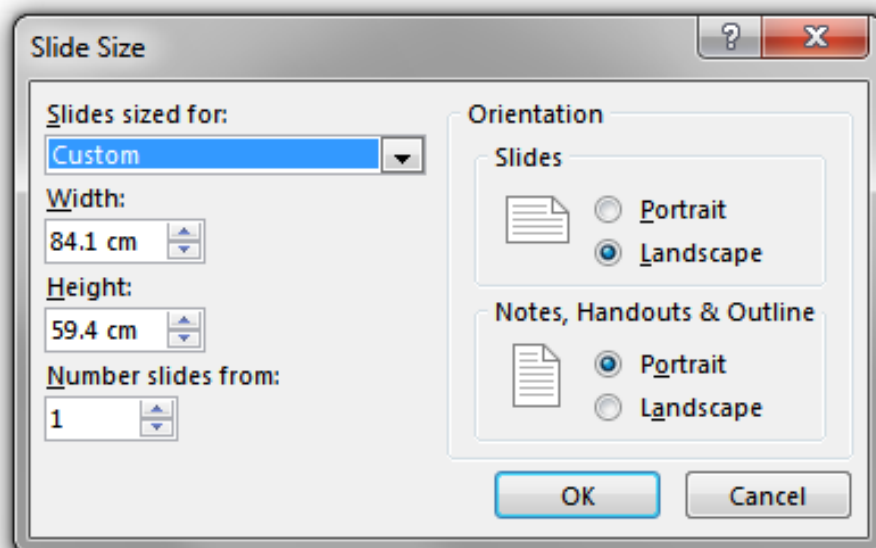 Slide Size
?
Slides sized for:
Custom
Width:
84.1 cm
Height:
59.4 cm
Number slides from:
1
Orientation
Slides
Portrait
Landscape
Notes, Handouts & Outline
Portrait
Landscape
OK
Cancel